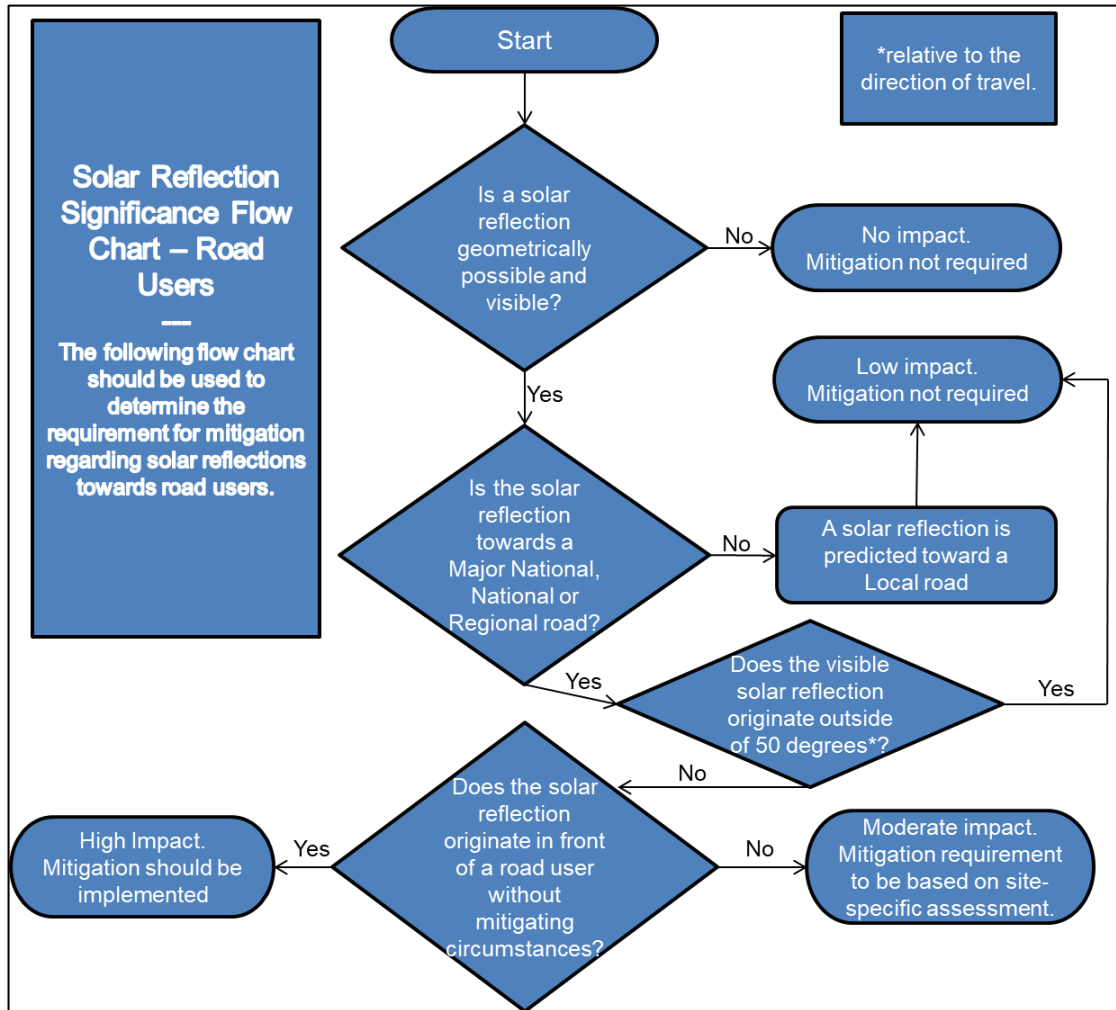 Solar Reflection
Significance Flow
Chart – Road
Users
---
The following flow chart
should be used to
determine the
requirement for mitigation
regarding solar reflections
towards road users.
Start
*relative to the
direction of travel.
Is a solar
reflection
geometrically
possible and
visible?
No
No impact.
Mitigation not required
Yes
Low impact.
Mitigation not required
Is the solar
reflection
towards a
Major National,
National or
Regional road?
No
A solar reflection is
predicted toward a
Local road
Yes
Does the visible
solar reflection
originate outside
of 50 degrees*?
Yes
No
Does the solar
reflection
originate in front
of a road user
without
mitigating
circumstances?
Yes
High Impact.
Mitigation should be
implemented
No
Moderate impact.
Mitigation requirement
to be based on site-
specific assessment.